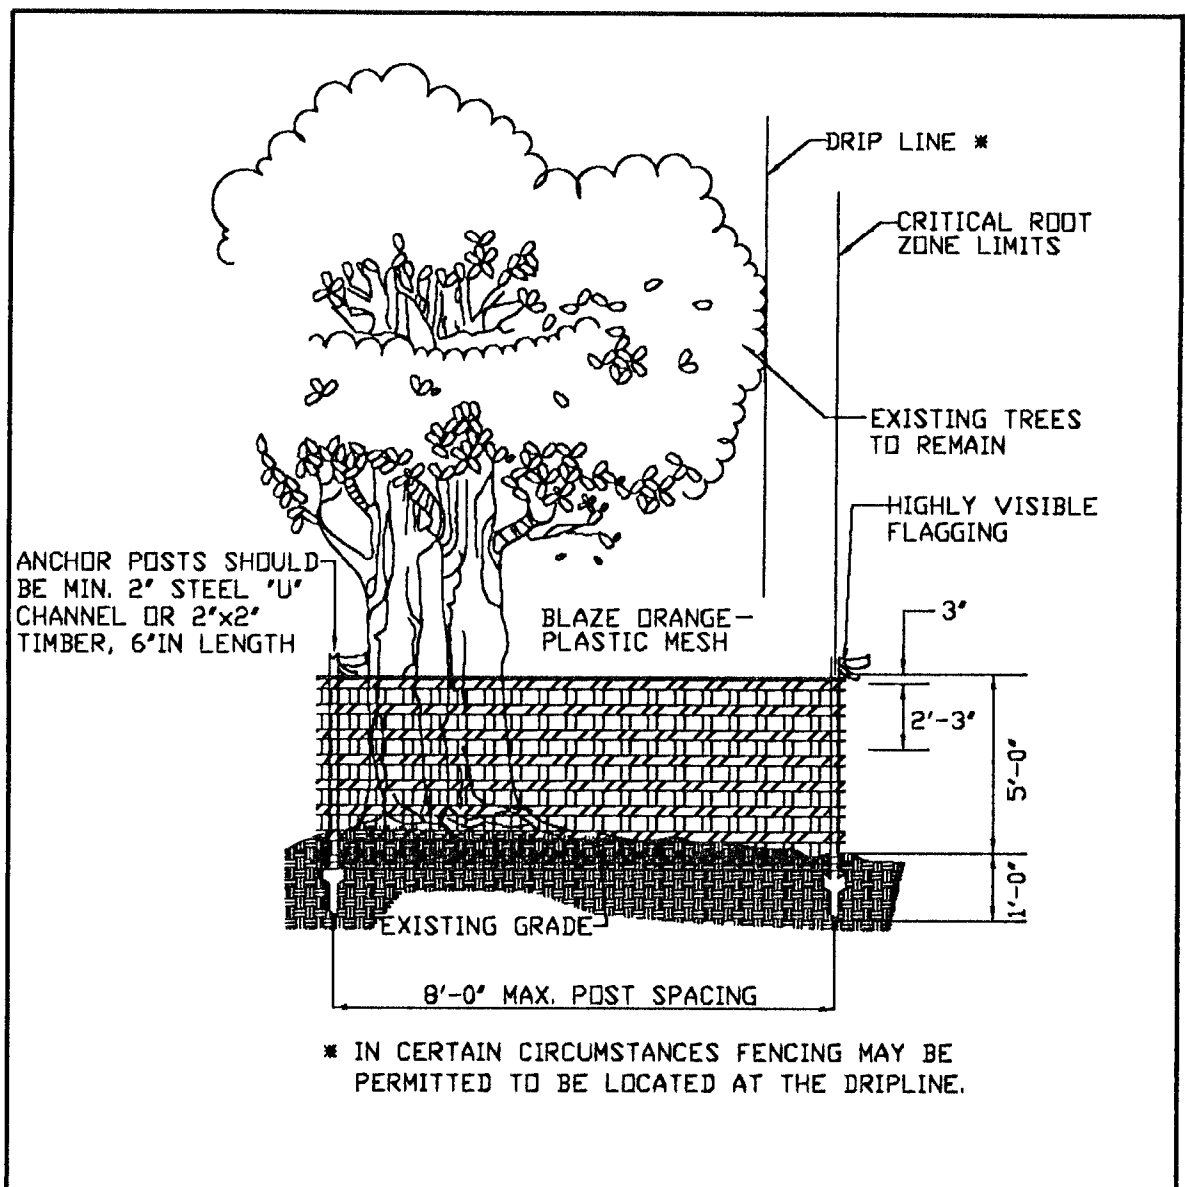 DRIP LINE *
CRITICAL ROOT
ZONE LIMITS
EXISTING TREES
TO REMAIN
HIGHLY VISIBLE
FLAGGING
ANCHOR POSTS SHOULD
BE MIN. 2" STEEL "U"
CHANNEL OR 2"x2"
TIMBER, 6"IN LENGTH
BLAZE ORANGE
PLASTIC MESH
3"
2'-3"
5'-0"
1'-0"
EXISTING GRADE
8'-0" MAX. POST SPACING
* IN CERTAIN CIRCUMSTANCES FENCING MAY BE
PERMITTED TO BE LOCATED AT THE DRIPLINE.